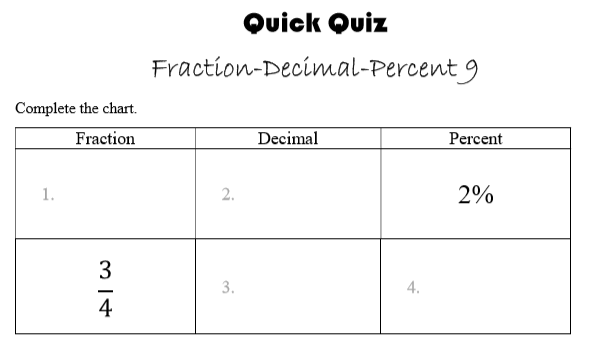 Quick Quiz
Fraction-Decimal-Percent 9
Complete the chart.
Fraction Decimal Percent
1. 2. 2%
3
4
3. 4.